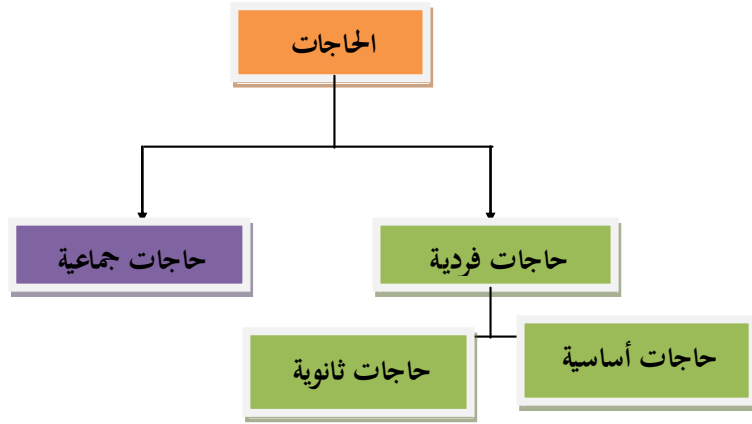 الحاجات
حاجات فردية
حاجات جماعية
حاجات أساسية
حاجات ثانوية